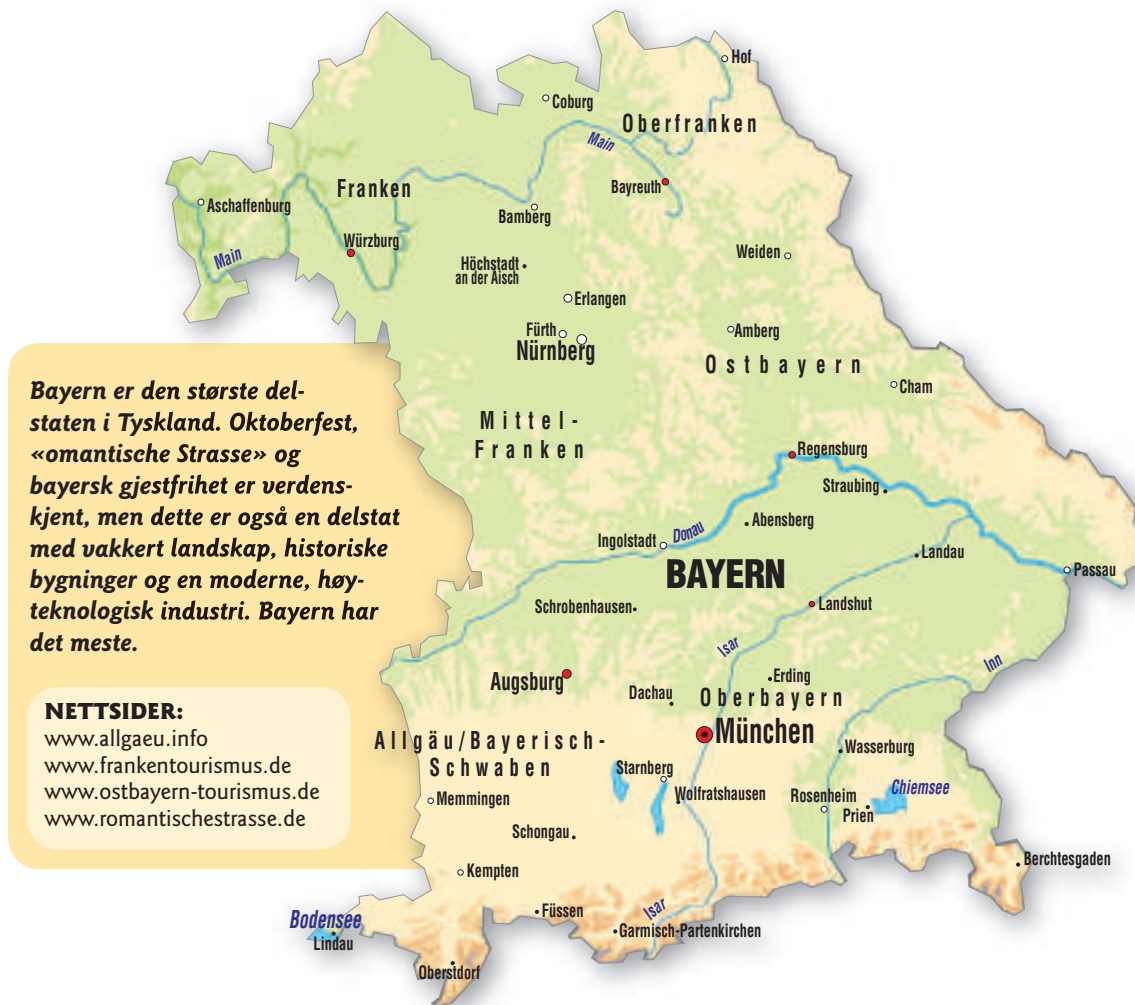 Hof
Coburg
Oberfranken
Main
Bayreuth
Franken
Aschaffenburg
Bamberg
Würzburg
Main
Weiden
Höchstadt
an der Aisch
Erlangen
Fürth
Nürnberg
Amberg
Ostbayern
Cham
Mittel-
Franken
Regensburg
Straubing
Abensberg
Donau
Ingolstadt
Landau
BAYERN
Passau
Schrobenhausen
Landshut
Isar
Inn
Erding
Augsburg
Dachau
Oberbayern
München
Allgäu/Bayerisch-
Schwaben
Wasserburg
Starnberg
Wolfratshausen
Chiemsee
Rosenheim
Prien
Memmingen
Schongau
Berchtesgaden
Kempten
Isar
Füssen
Bodensee
Lindau
Garmisch-Partenkirchen
Oberstdorf
Bayern er den største del-
staten i Tyskland. Oktoberfest,
«omantische Strasse» og
bayersk gjestfrihet er verdens-
kjent, men dette er også en delstat
med vakkert landskap, historiske
bygninger og en moderne, høy-
teknologisk industri. Bayern har
det meste.
NETTSIDER:
www.allgaeu.info
www.frankentourismus.de
www.ostbayern-tourismus.de
www.romantischestrasse.de